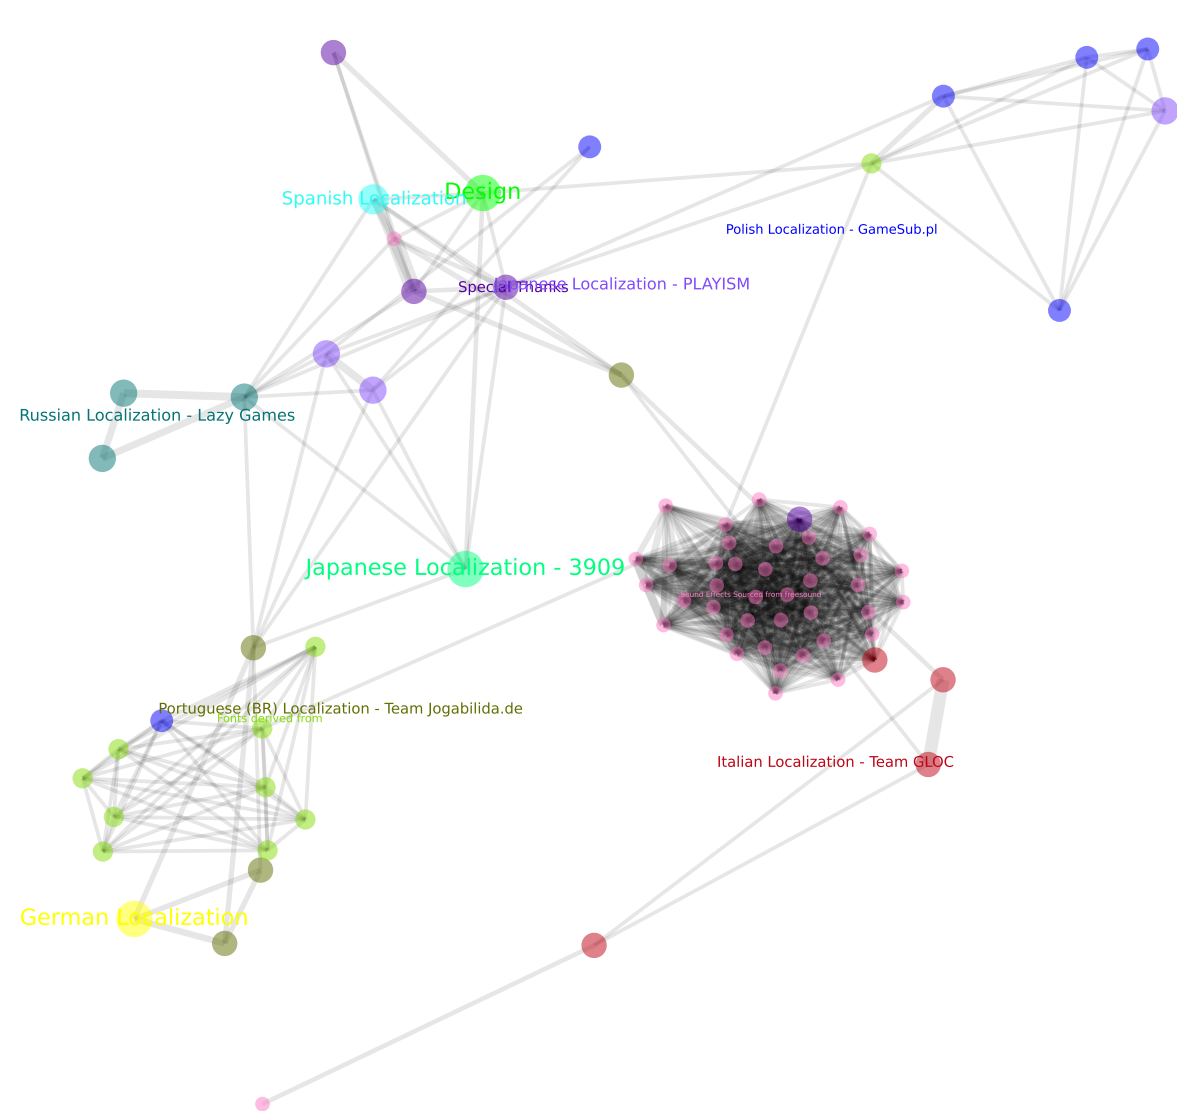 Design
Spanish Localization
Polish Localization - GameSub.pl
Special Thanks
Japanese Localization - PLAYISM
Russian Localization - Lazy Games
Japanese Localization - 3909
Sound Effects Sourced from freesound
Portuguese (BR) Localization - Team Jogabilida.de
Fonts derived from
Italian Localization - Team GLOC
German Localization